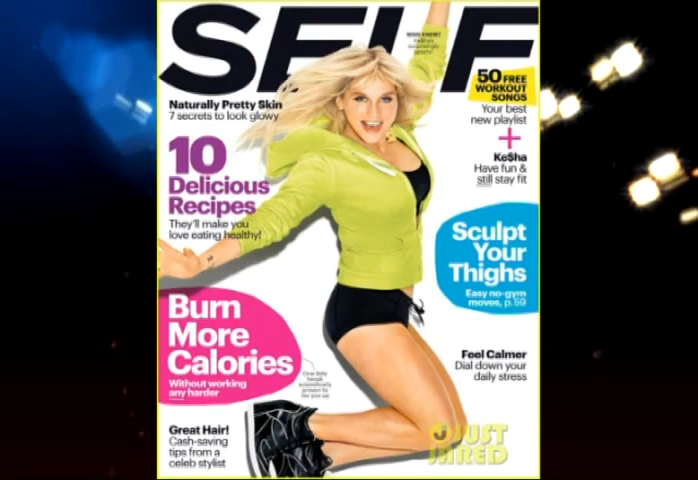 SELF
WHO KNEW?
Naturally Pretty Skin
7 secrets to look glowy
10
Delicious
Recipes
They'll make you
love eating healthy!
50 FREE
WORKOUT
SONGS
Your best
new playlist
+
Ke$ha
Have fun &
still stay fit
Sculpt
Your
Thighs
Easy no-gym
moves, p.59
Burn
More
Calories
Without working
any harder
Feel Calmer
Dial down your
daily stress
Great Hair!
Cash-saving
tips from a
celeb stylist
JUST
JARED